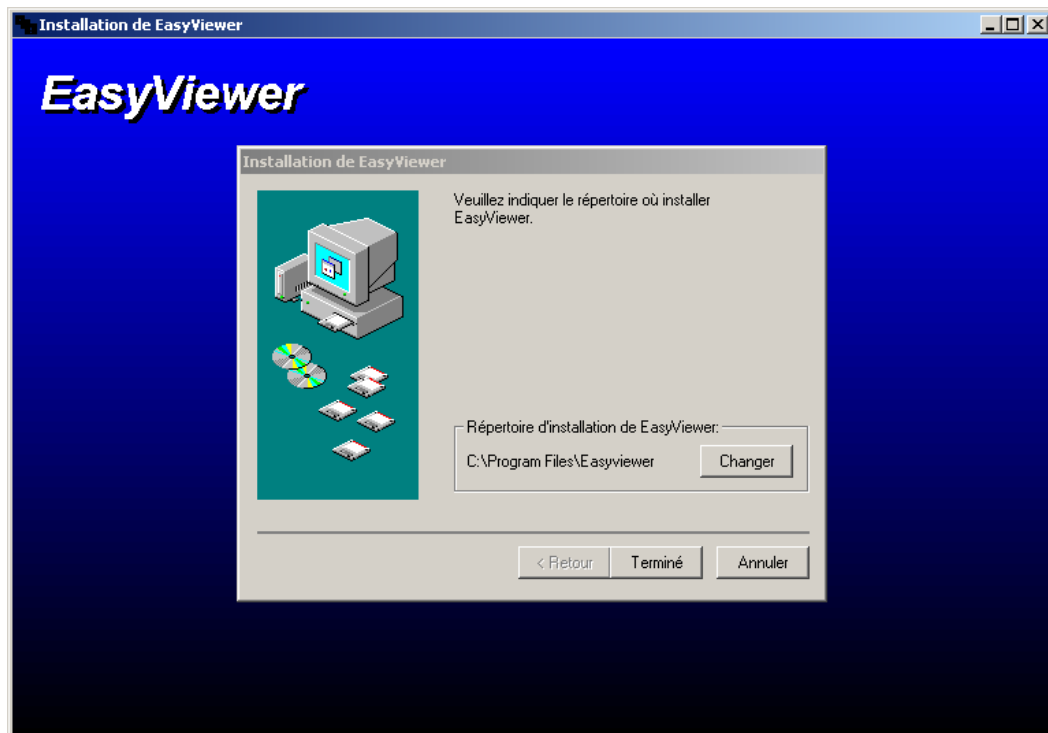 Installation de EasyViewer
EasyViewer
Installation de EasyViewer
Veuillez indiquer le répertoire où installer
EasyViewer.
Répertoire d'installation de EasyViewer:
C:\Program Files\Easyviewer
Changer
< Retour
Terminé
Annuler